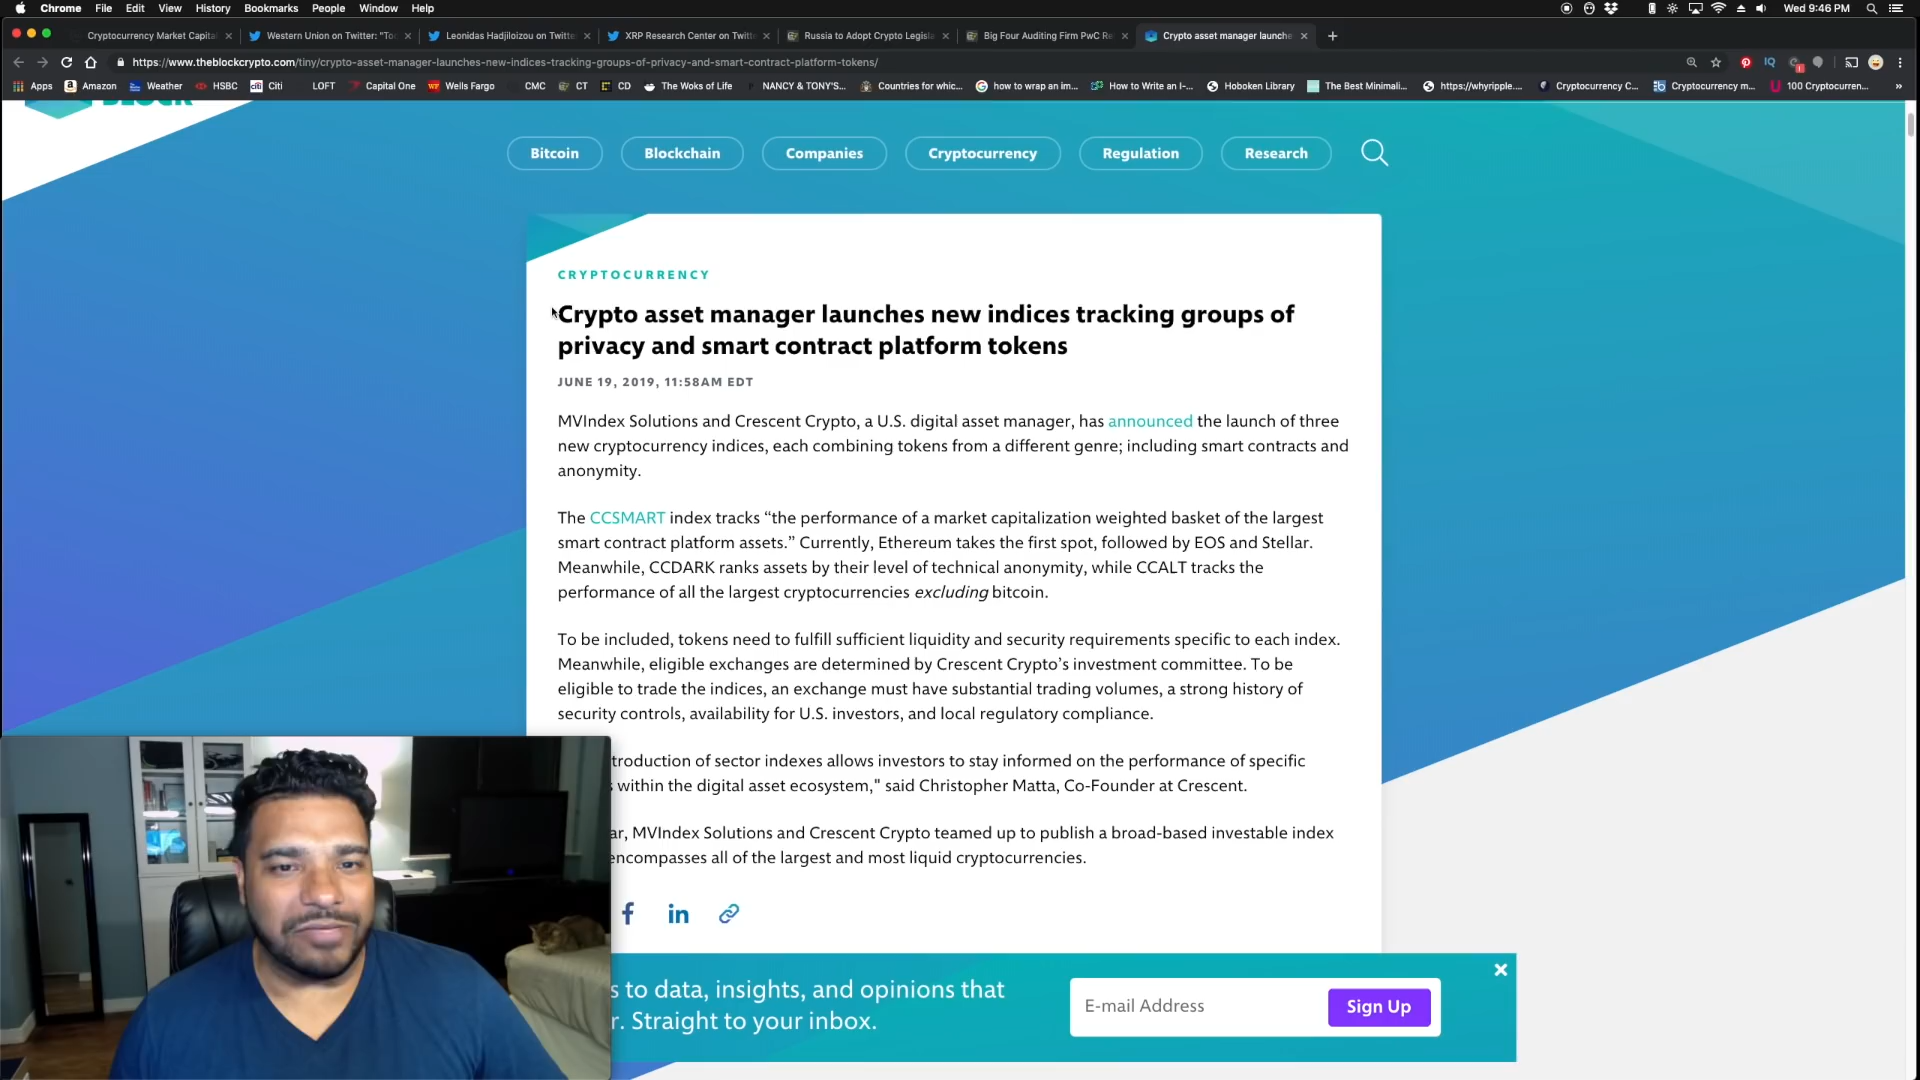 Chrome File Edit View History Bookmarks People Window Help Wed 9:46 PM
Cryptocurrency Market Capital
Western Union on Twitter: "Too
Leonidas Hadjiloizou on Twitte
XRP Research Center on Twitt
Russia to Adopt Crypto Legisla
Big Four Auditing Firm PwC Re
Crypto asset manager launche
https://www.theblockcrypto.com/tiny/crypto-asset-manager-launches-new-indices-tracking-groups-of-privacy-and-smart-contract-platform-tokens/
Apps Amazon Weather HSBC Citi LOFT Capital One Wells Fargo CMC CT CD The Woks of Life NANCY & TONY'S... Countries for whic... how to wrap an im... How to Write an I-... Hoboken Library The Best Minimali... https://whyripple.... Cryptocurrency C... Cryptocurrency m... 100 Cryptocurren... »
BLOCK
Bitcoin Blockchain Companies Cryptocurrency Regulation Research
CRYPTOCURRENCY
Crypto asset manager launches new indices tracking groups of
privacy and smart contract platform tokens
JUNE 19, 2019, 11:58AM EDT
MVIndex Solutions and Crescent Crypto, a U.S. digital asset manager, has announced the launch of three
new cryptocurrency indices, each combining tokens from a different genre; including smart contracts and
anonymity.
The CCSMART index tracks “the performance of a market capitalization weighted basket of the largest
smart contract platform assets.” Currently, Ethereum takes the first spot, followed by EOS and Stellar.
Meanwhile, CCDARK ranks assets by their level of technical anonymity, while CCALT tracks the
performance of all the largest cryptocurrencies excluding bitcoin.
To be included, tokens need to fulfill sufficient liquidity and security requirements specific to each index.
Meanwhile, eligible exchanges are determined by Crescent Crypto’s investment committee. To be
eligible to trade the indices, an exchange must have substantial trading volumes, a strong history of
security controls, availability for U.S. investors, and local regulatory compliance.
troduction of sector indexes allows investors to stay informed on the performance of specific
s within the digital asset ecosystem," said Christopher Matta, Co-Founder at Crescent.
ar, MVIndex Solutions and Crescent Crypto teamed up to publish a broad-based investable index
encompasses all of the largest and most liquid cryptocurrencies.
s to data, insights, and opinions that
r. Straight to your inbox.
E-mail Address
Sign Up